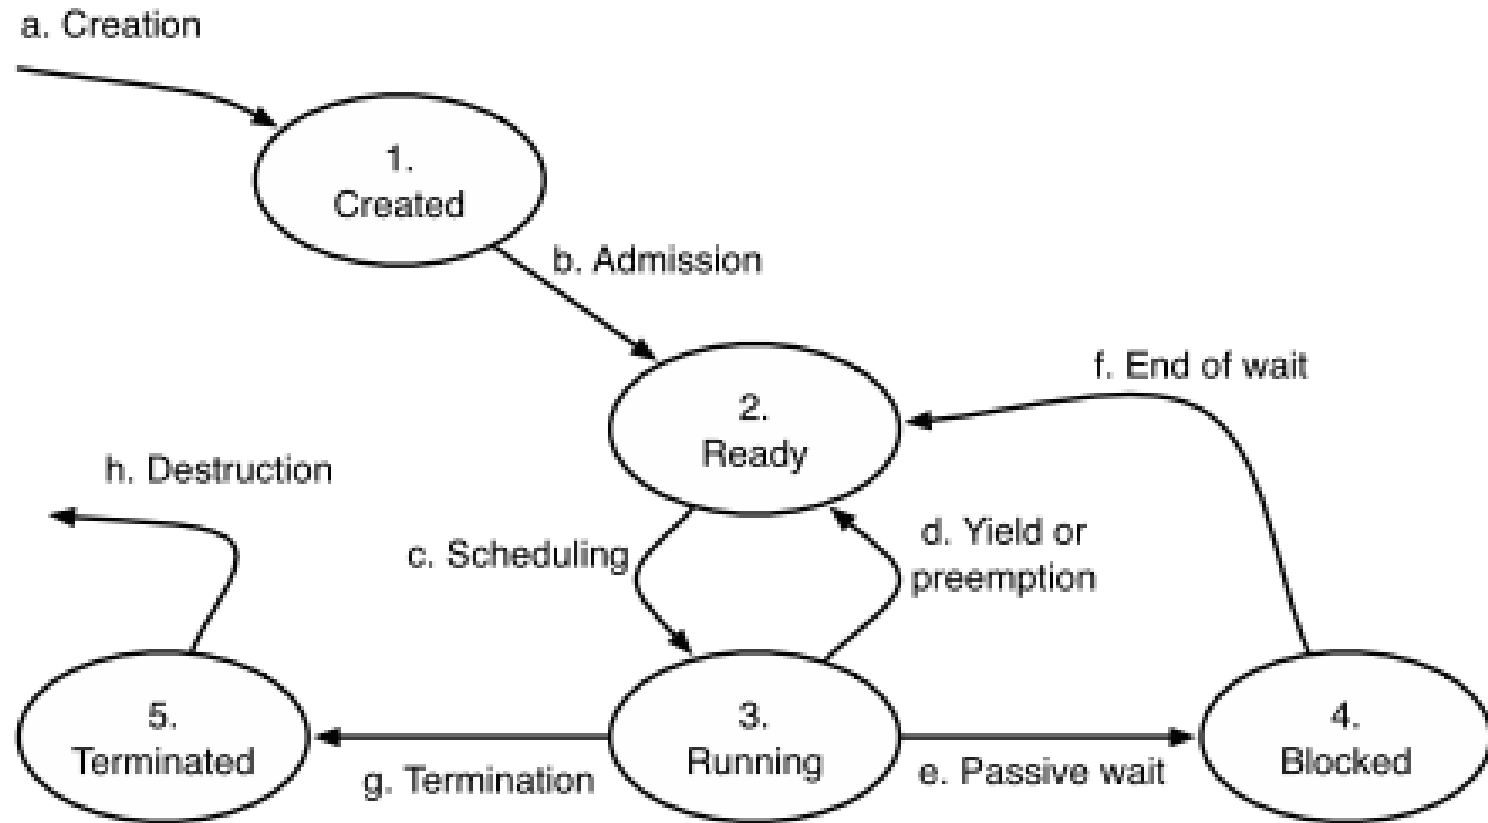 a. Creation
1.
Created
b. Admission
f. End of wait
2.
Ready
h. Destruction
c. Scheduling
d. Yield or
preemption
5.
Terminated
3.
Running
4.
Blocked
g. Termination
e. Passive wait